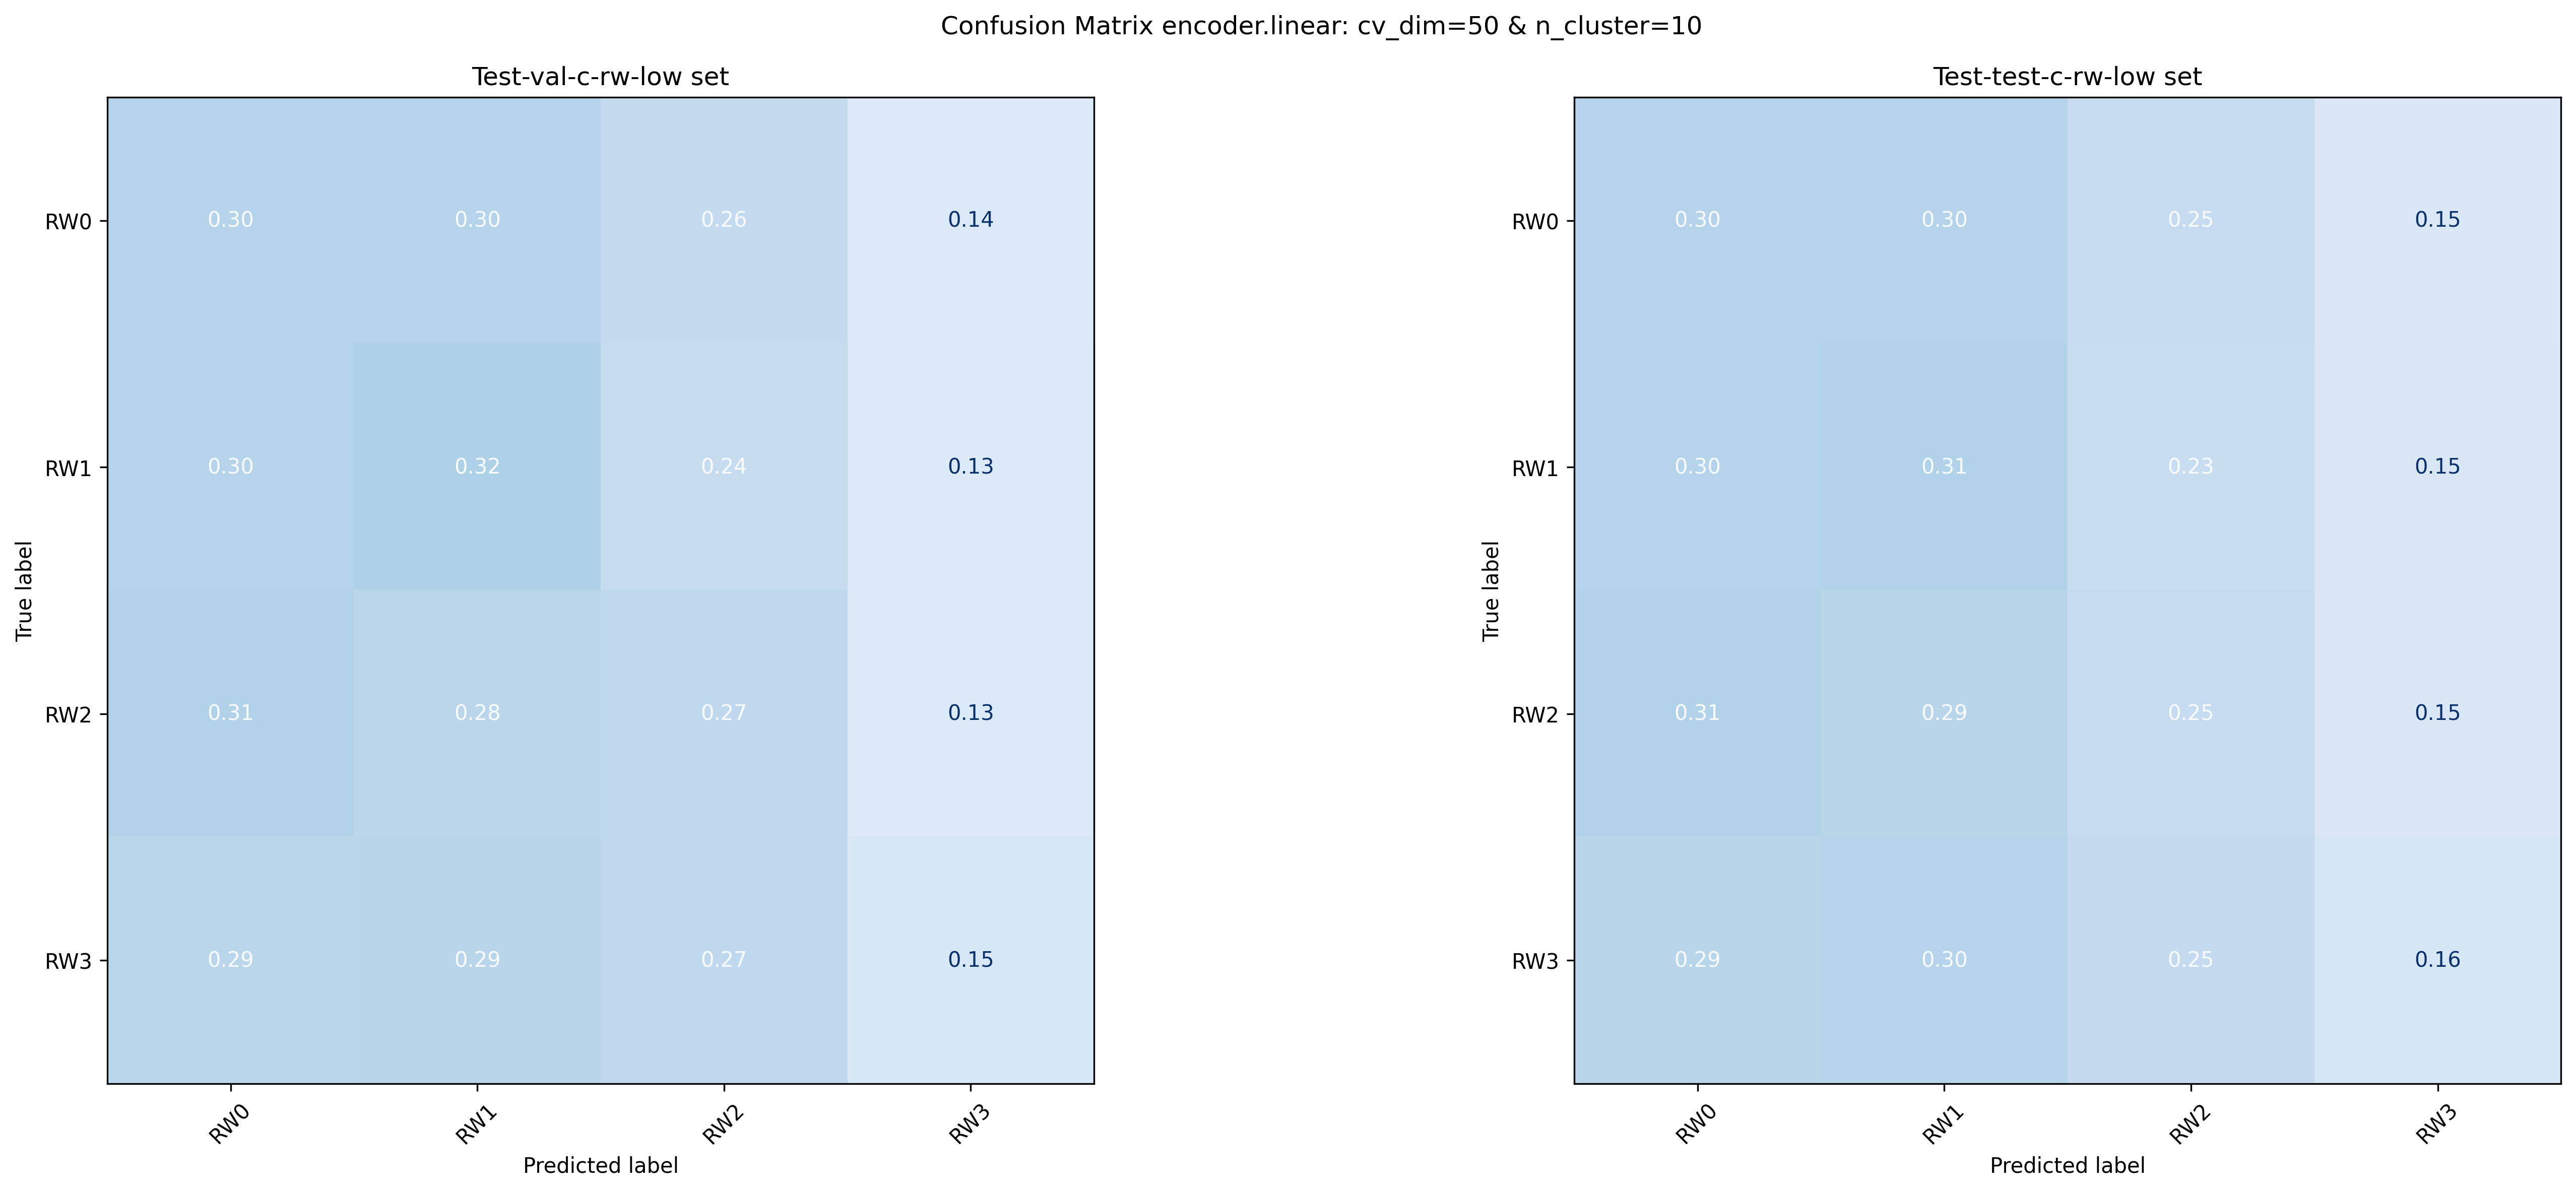 Confusion Matrix encoder.linear: cv_dim=50 & n_cluster=10
Test-val-c-rw-low set
True label
RW0 0.30 0.30 0.26 0.14
RW1 0.30 0.32 0.24 0.13
RW2 0.31 0.28 0.27 0.13
RW3 0.29 0.29 0.27 0.15
RW0 RW1 RW2 RW3
Predicted label
Test-test-c-rw-low set
True label
RW0 0.30 0.30 0.25 0.15
RW1 0.30 0.31 0.23 0.15
RW2 0.31 0.29 0.25 0.15
RW3 0.29 0.30 0.25 0.16
RW0 RW1 RW2 RW3
Predicted label